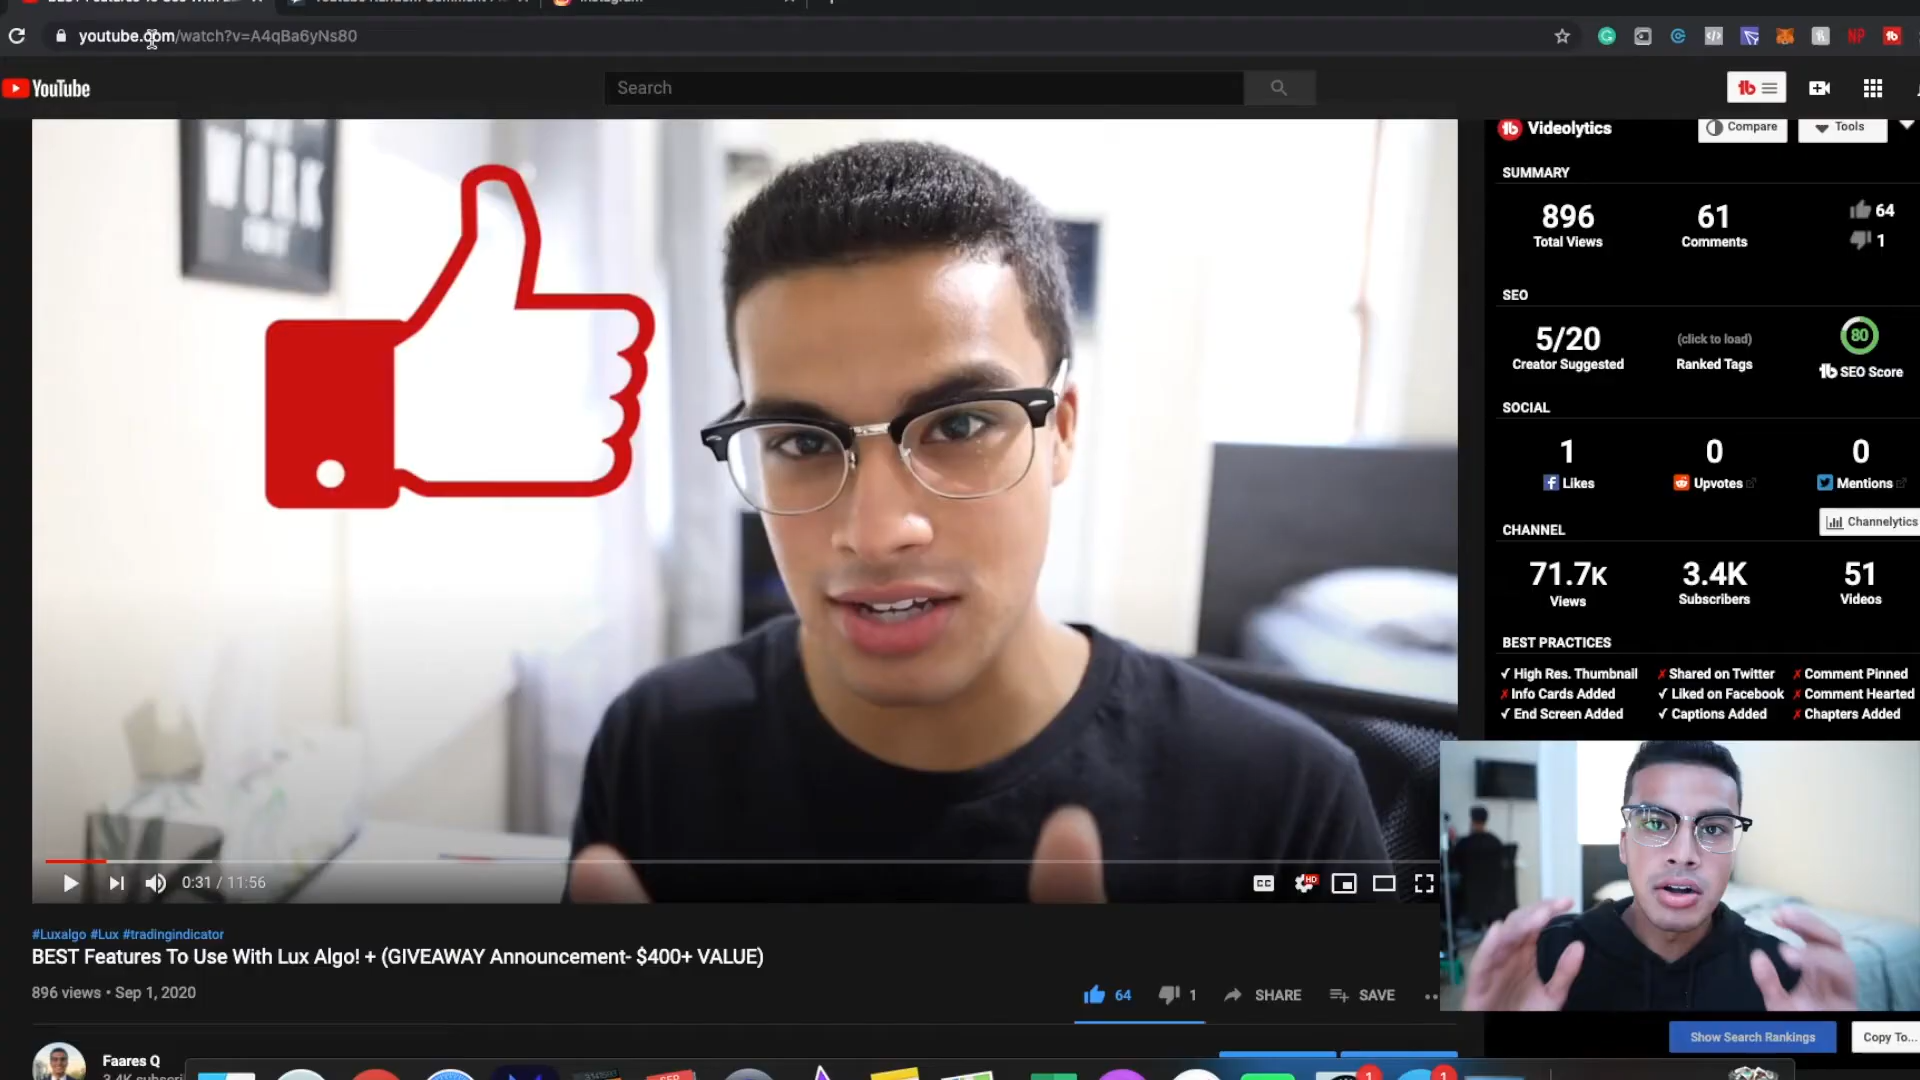 youtube.com/watch?v=A4qBa6yNs80
YouTube
Search
WORK
Videolytics
Compare
Tools
SUMMARY
896
Total Views
61
Comments
64
1
SEO
5/20
Creator Suggested
(click to load)
Ranked Tags
80
SEO Score
SOCIAL
1
Likes
0
Upvotes
0
Mentions
Channelytics
CHANNEL
71.7K
Views
3.4K
Subscribers
51
Videos
BEST PRACTICES
High Res. Thumbnail
Shared on Twitter
Comment Pinned
Info Cards Added
Liked on Facebook
Comment Hearted
End Screen Added
Captions Added
Chapters Added
0:31 / 11:56
CC
HD
#Luxalgo #Lux #tradingindicator
BEST Features To Use With Lux Algo! + (GIVEAWAY Announcement- $400+ VALUE)
896 views • Sep 1, 2020
64
1
SHARE
SAVE
Show Search Rankings
Copy To...
Faares Q